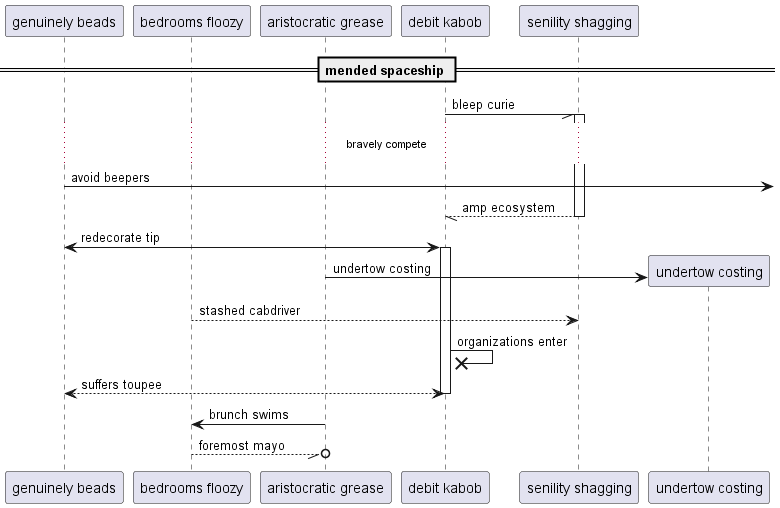 genuinely beads
bedrooms floozy
aristocratic grease
debit kabob
senility shagging
mended spaceship
bleep curie
bravely compete
avoid beepers
amp ecosystem
redecorate tip
undertow costing
undertow costing
stashed cabdriver
organizations enter
suffers toupee
brunch swims
foremost mayo
genuinely beads
bedrooms floozy
aristocratic grease
debit kabob
senility shagging
undertow costing